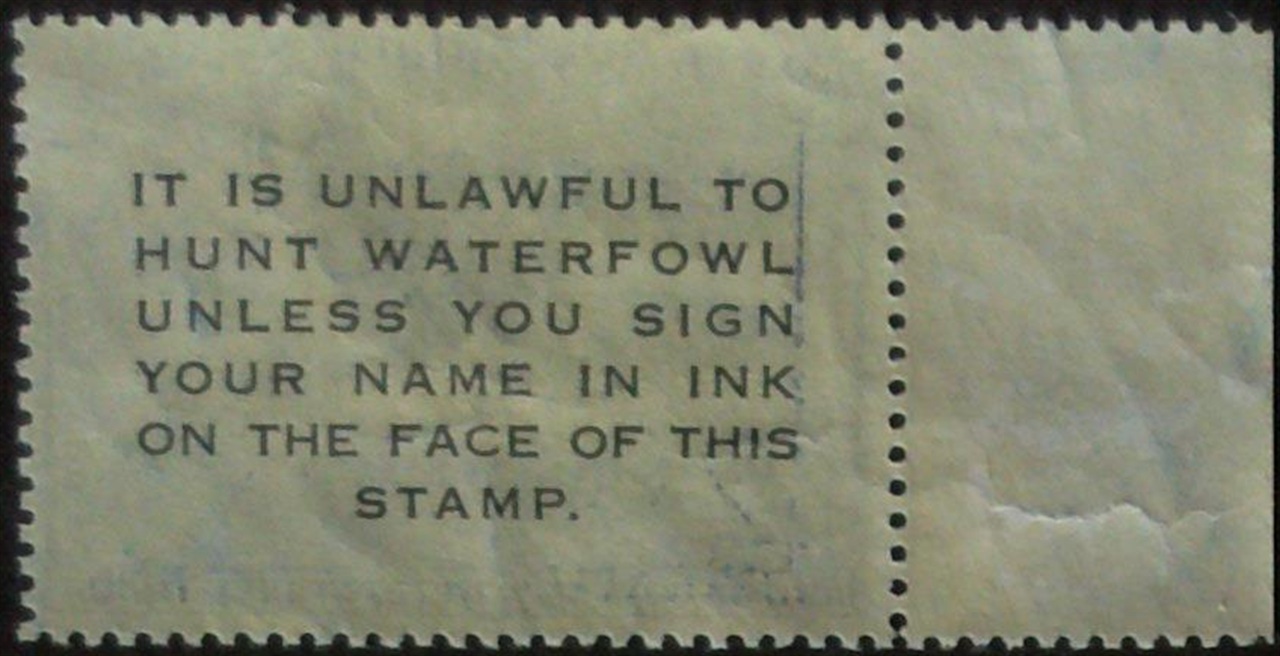 IT IS UNLAWFUL TO
HUNT WATERFOWL
UNLESS YOU SIGN
YOUR NAME IN INK
ON THE FACE OF THIS
STAMP.